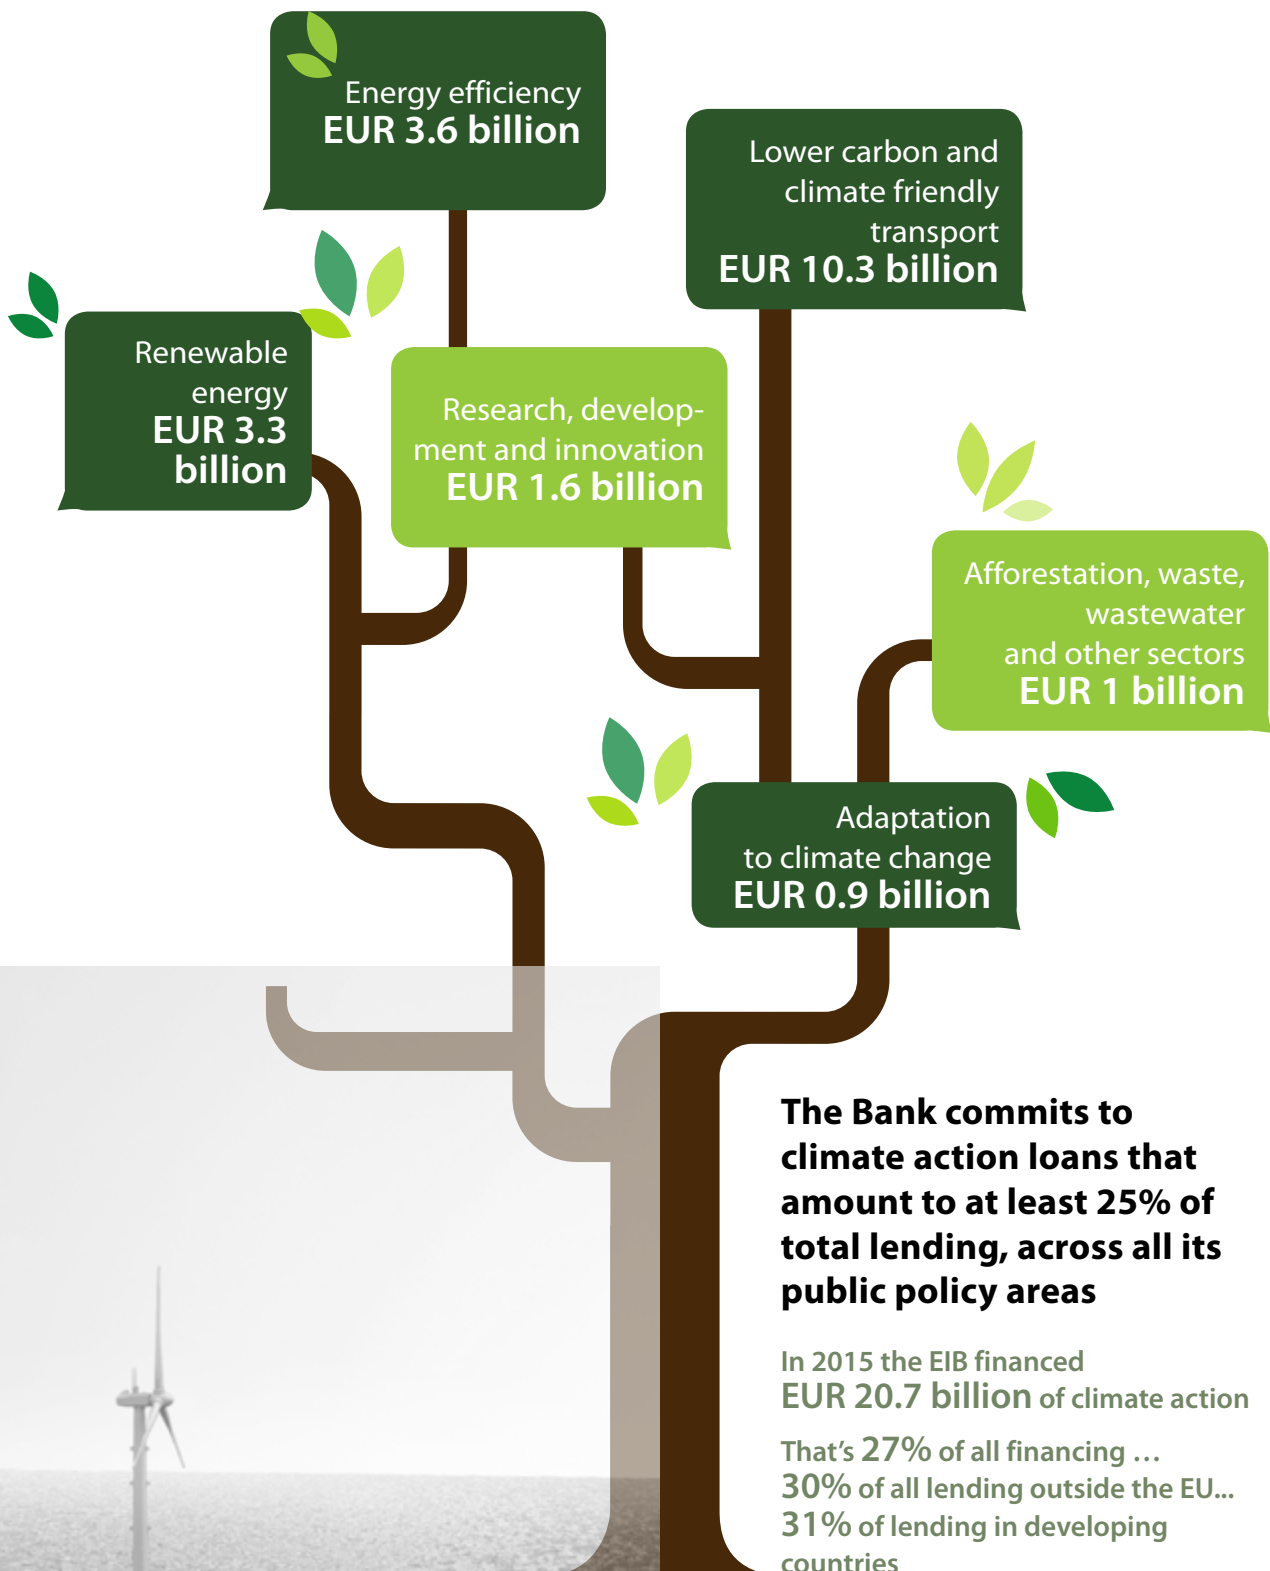 Energy efficiency
EUR 3.6 billion
Lower carbon and
climate friendly
transport
EUR 10.3 billion
Renewable
energy
EUR 3.3
billion
Research, develop-
ment and innovation
EUR 1.6 billion
Afforestation, waste,
wastewater
and other sectors
EUR 1 billion
Adaptation
to climate change
EUR 0.9 billion
The Bank commits to
climate action loans that
amount to at least 25% of
total lending, across all its
public policy areas
In 2015 the EIB financed
EUR 20.7 billion of climate action
That's 27% of all financing …
30% of all lending outside the EU...
31% of lending in developing
countries